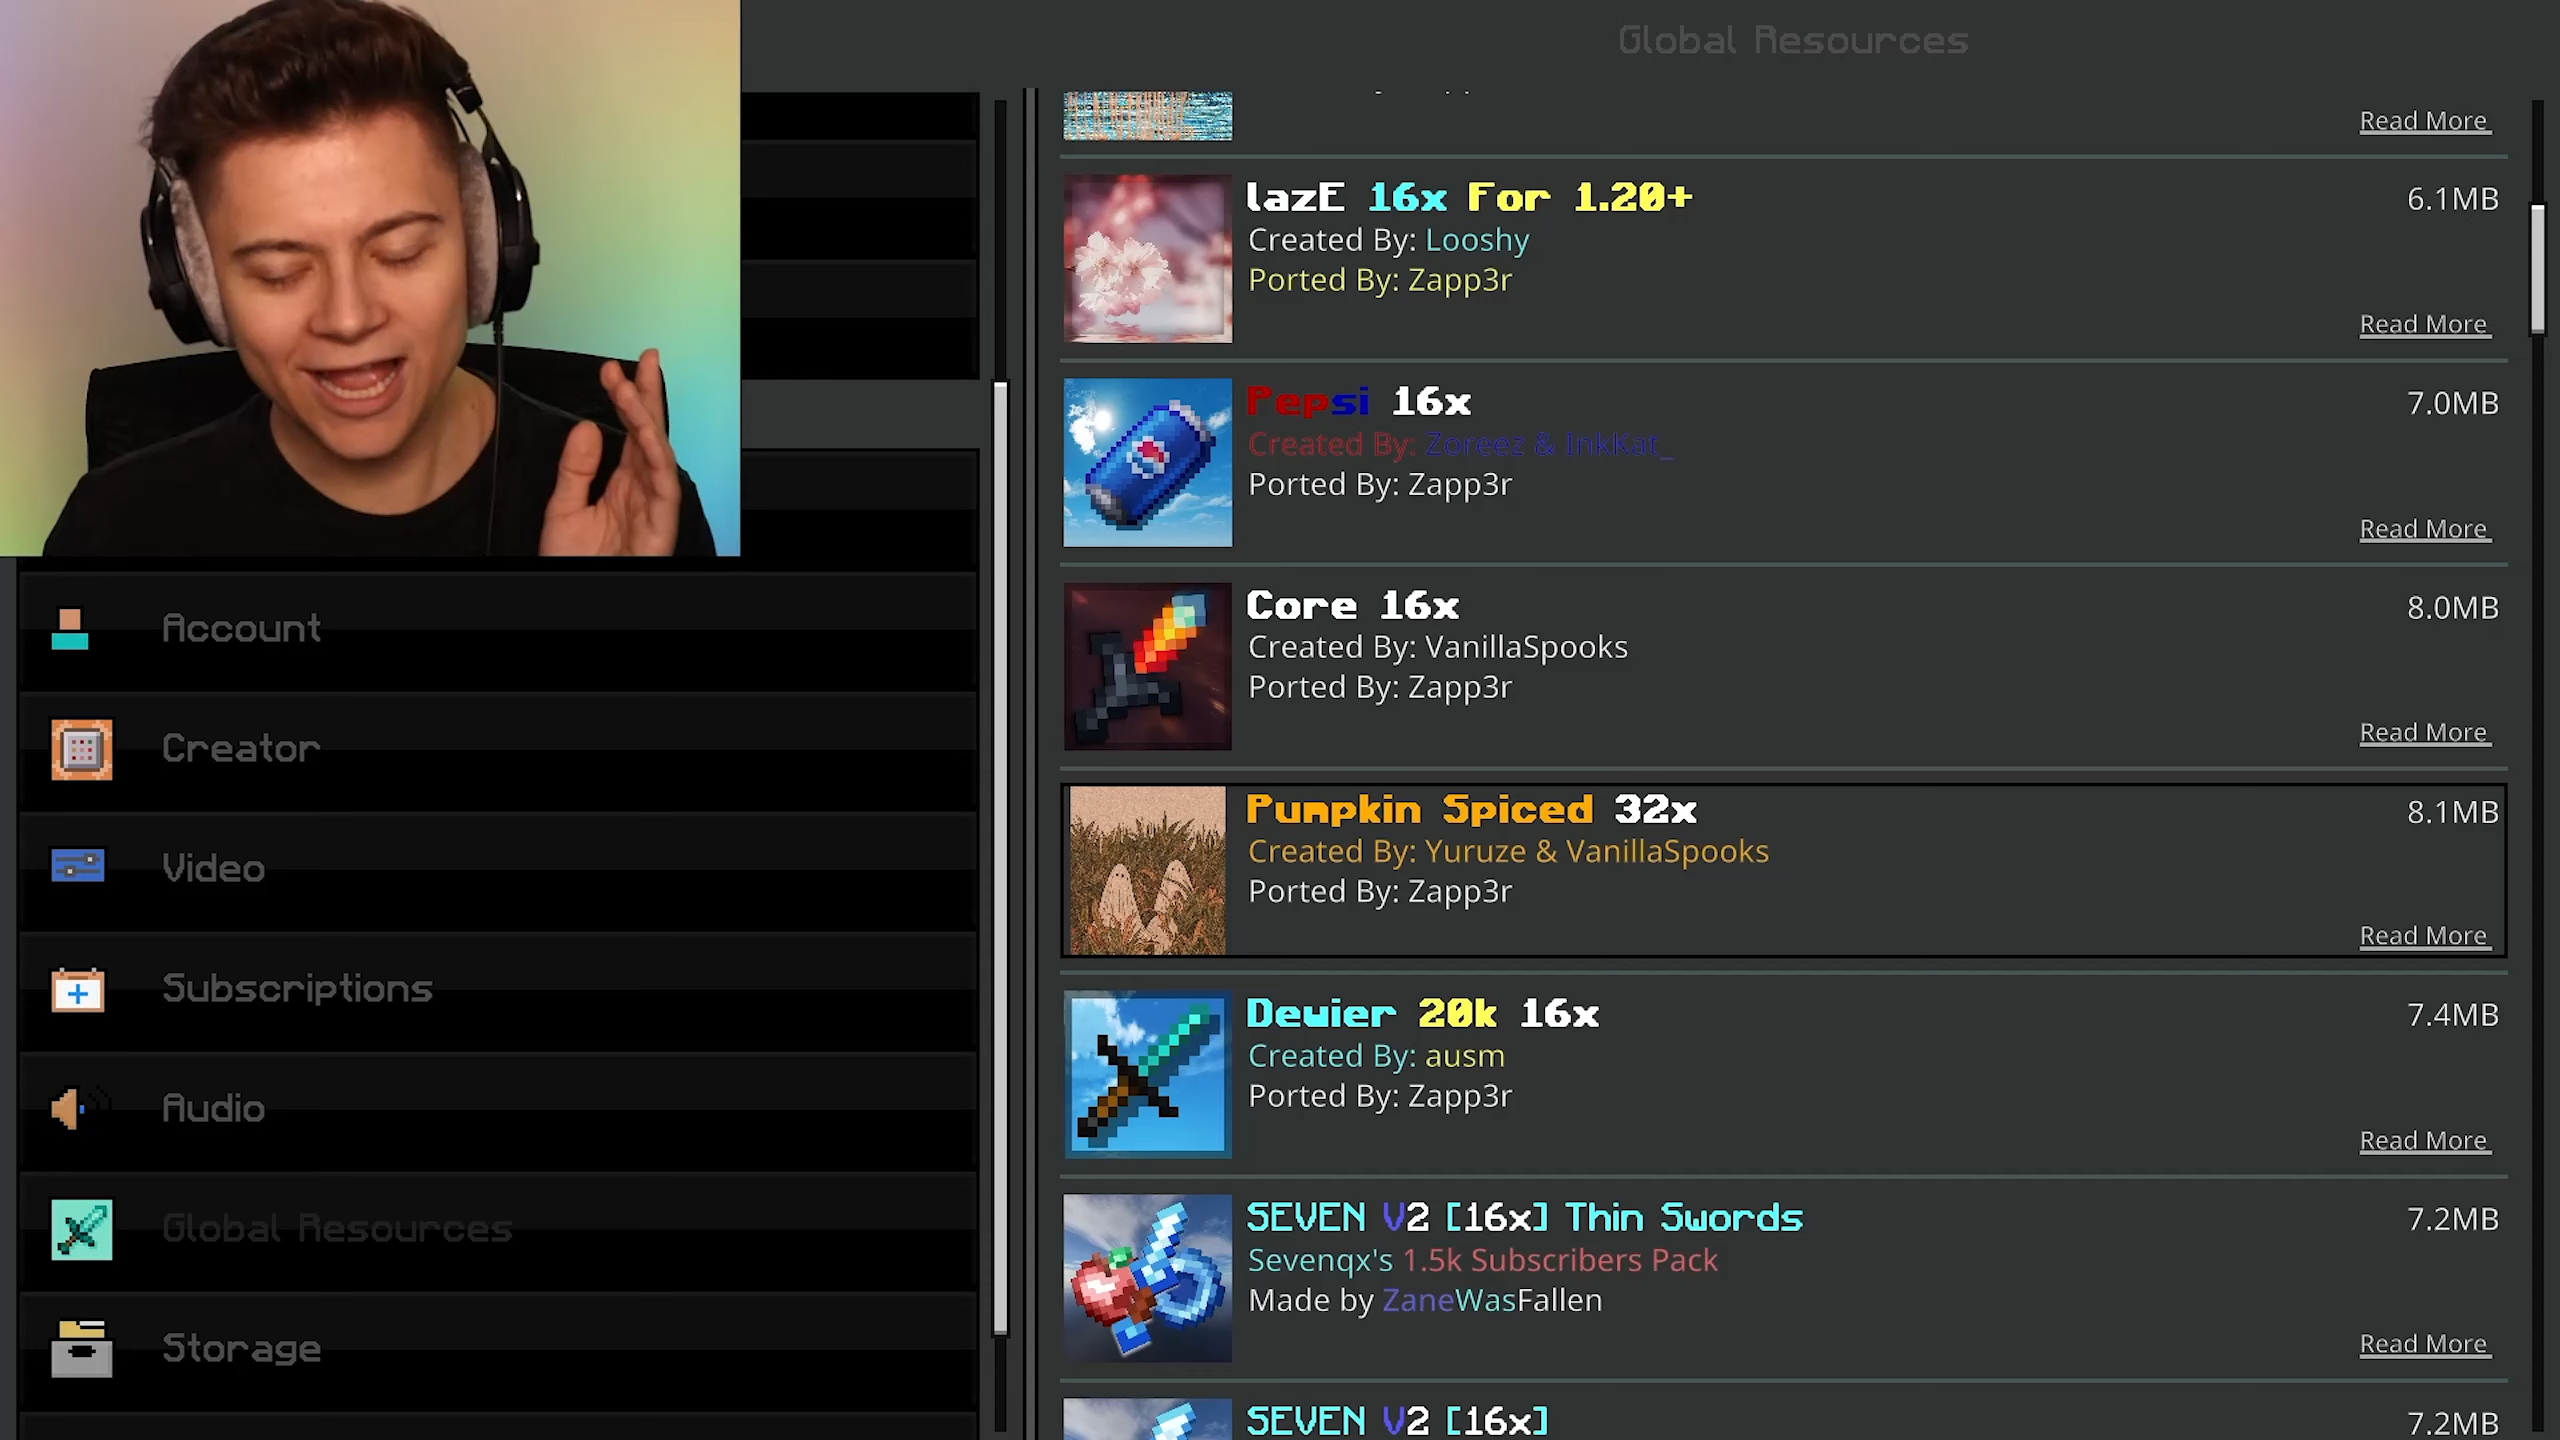 Global Resources
Read More
lazE 16x For 1.20+
6.1MB
Created By: Looshy
Ported By: Zapp3r
Read More
Pepsi 16x
7.0MB
Created By: Zoreez & InkKat_
Ported By: Zapp3r
Read More
Core 16x
8.0MB
Created By: VanillaSpooks
Ported By: Zapp3r
Read More
Pumpkin Spiced 32x
8.1MB
Created By: Yuruze & VanillaSpooks
Ported By: Zapp3r
Read More
Dewier 20k 16x
7.4MB
Created By: ausm
Ported By: Zapp3r
Read More
SEVEN V2 [16x] Thin Swords
7.2MB
Sevenqx's 1.5k Subscribers Pack
Made by ZaneWasFallen
Read More
SEVEN V2 [16x]
7.2MB
Account
Creator
Video
Subscriptions
Audio
Global Resources
Storage